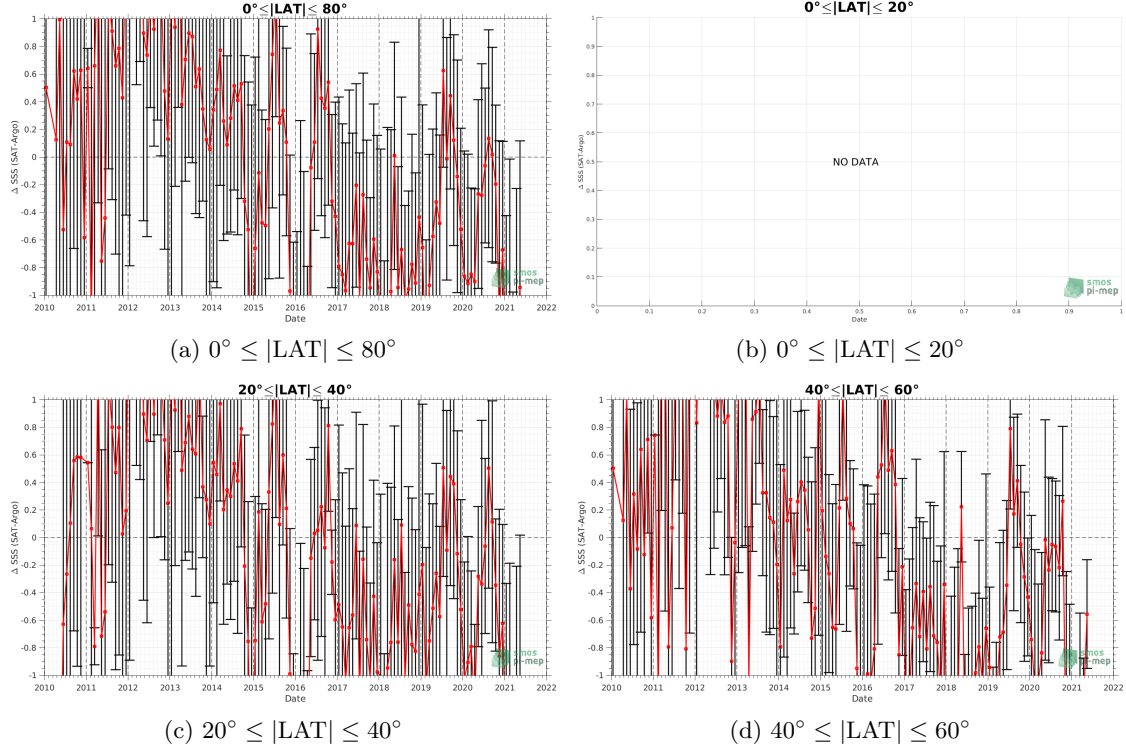 0°≤|LAT|≤ 80°
Δ SSS (SAT-Argo)
1
0.8
0.6
0.4
0.2
0
-0.2
-0.4
-0.6
-0.8
-1
2010 2011 2012 2013 2014 2015 2016 2017 2018 2019 2020 2021 2022
Date
smos
pi-mep
(a) 0° ≤ |LAT| ≤ 80°
0°≤|LAT|≤ 20°
Δ SSS (SAT-Argo)
1
0.9
0.8
0.7
0.6
0.5
0.4
0.3
0.2
0.1
0
NO DATA
0 0.1 0.2 0.3 0.4 0.5 0.6 0.7 0.8 0.9 1
Date
smos
pi-mep
(b) 0° ≤ |LAT| ≤ 20°
20°≤|LAT|≤ 40°
Δ SSS (SAT-Argo)
1
0.8
0.6
0.4
0.2
0
-0.2
-0.4
-0.6
-0.8
-1
2010 2011 2012 2013 2014 2015 2016 2017 2018 2019 2020 2021 2022
Date
smos
pi-mep
(c) 20° ≤ |LAT| ≤ 40°
40°≤|LAT|≤ 60°
Δ SSS (SAT-Argo)
1
0.8
0.6
0.4
0.2
0
-0.2
-0.4
-0.6
-0.8
-1
2010 2011 2012 2013 2014 2015 2016 2017 2018 2019 2020 2021 2022
Date
smos
pi-mep
(d) 40° ≤ |LAT| ≤ 60°